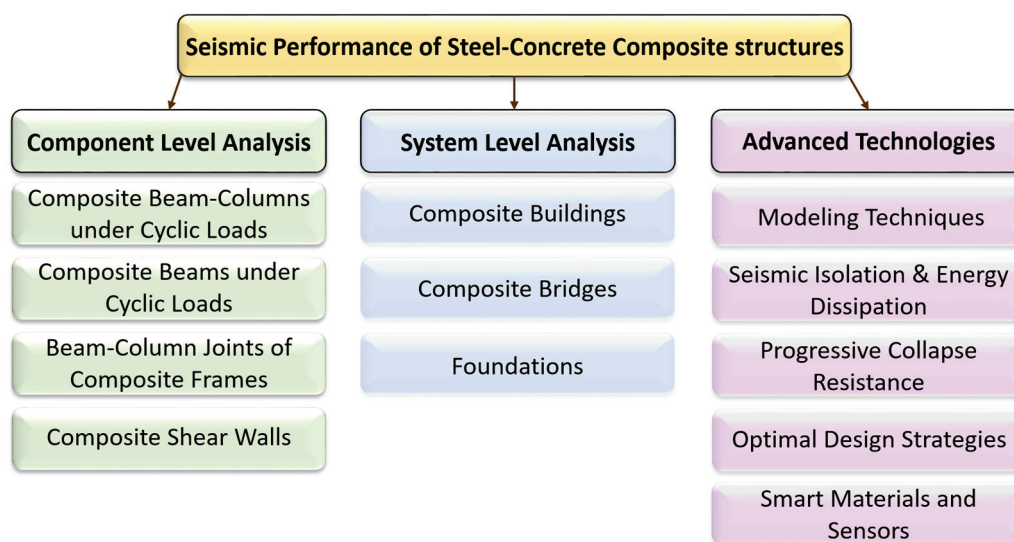 Seismic Performance of Steel-Concrete Composite structures
Component Level Analysis
Composite Beam-Columns
under Cyclic Loads
Composite Beams under
Cyclic Loads
Beam-Column Joints of
Composite Frames
Composite Shear Walls
System Level Analysis
Composite Buildings
Composite Bridges
Foundations
Advanced Technologies
Modeling Techniques
Seismic Isolation & Energy
Dissipation
Progressive Collapse
Resistance
Optimal Design Strategies
Smart Materials and
Sensors